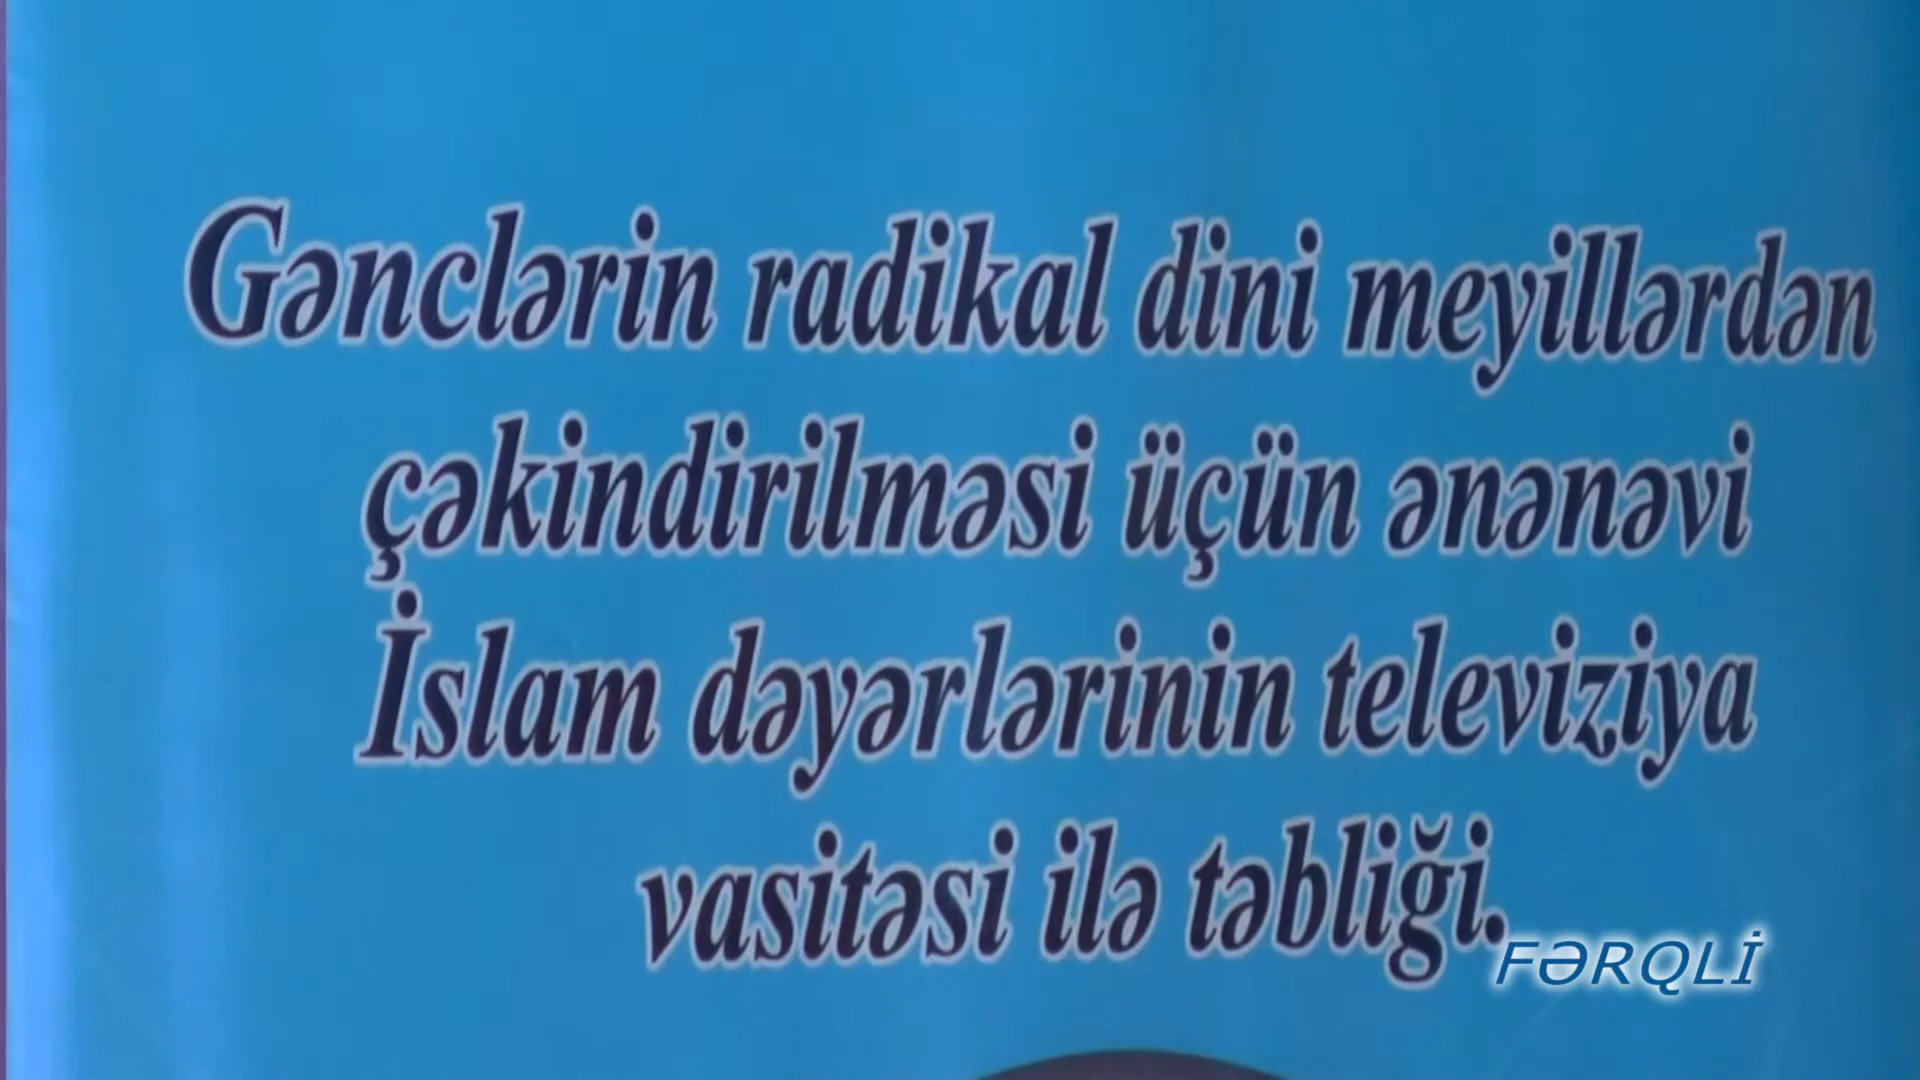 Gənclərin radikal dini meyillərdən
çəkindirilməsi üçün ənənəvi
İslam dəyərlərinin televiziya
vasitəsi ilə təbliği.
FƏRQLİ